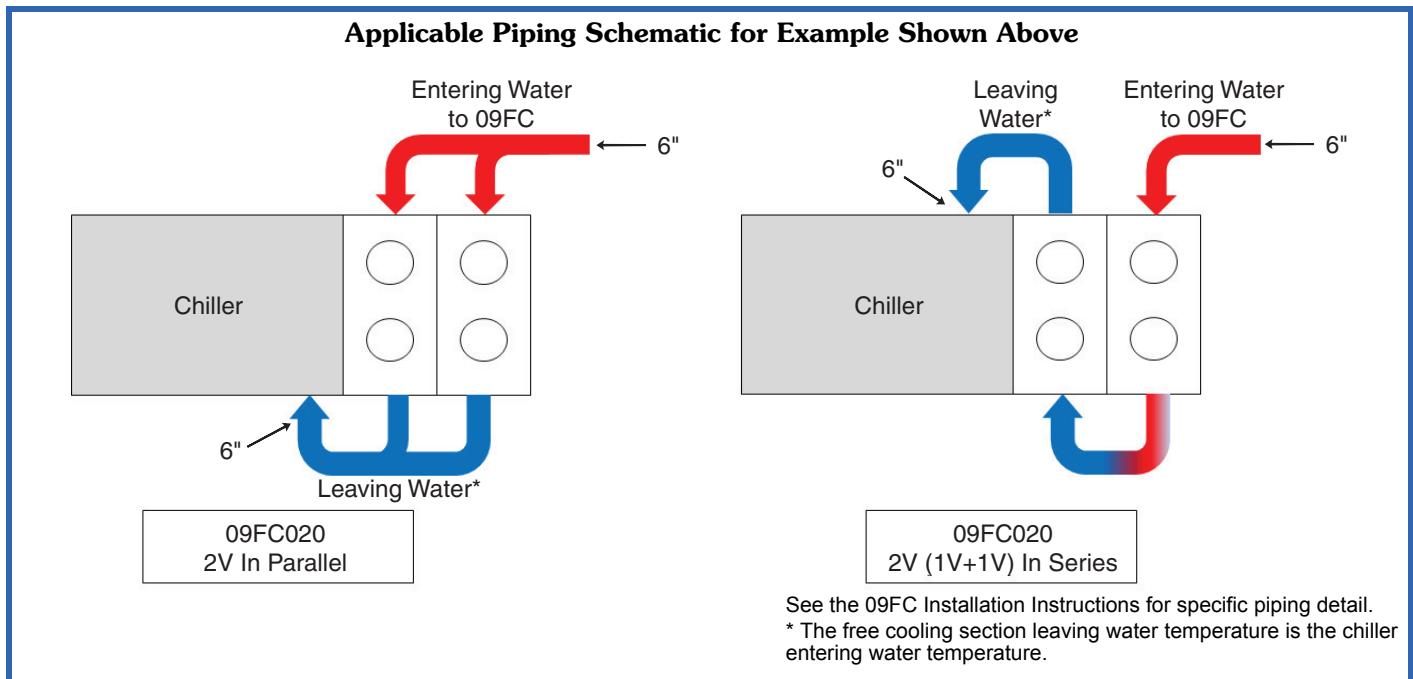 Applicable Piping Schematic for Example Shown Above
Entering Water
to 09FC
6"
Chiller
6"
Leaving Water*
09FC020
2V In Parallel
Leaving
Water*
Entering Water
to 09FC
6"
6"
Chiller
09FC020
2V (1V+1V) In Series
See the 09FC Installation Instructions for specific piping detail.
* The free cooling section leaving water temperature is the chiller
entering water temperature.